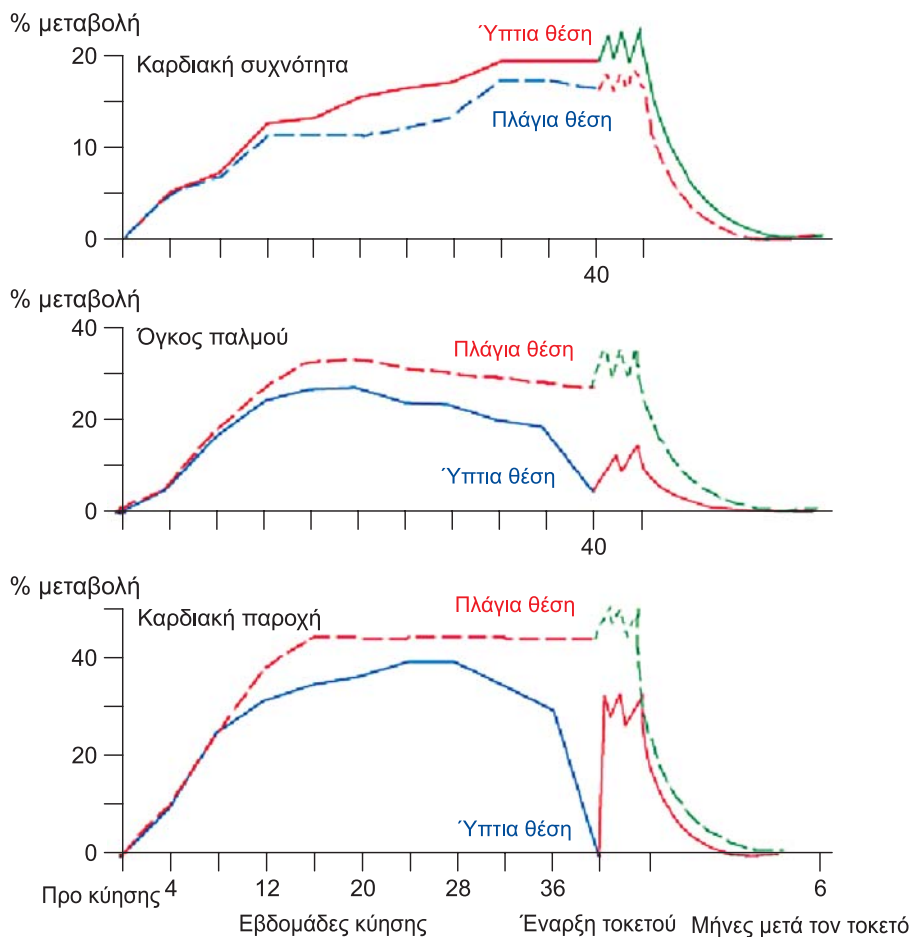 % μεταβολή
Ύπτια θέση
20
Καρδιακή συχνότητα
Πλάγια θέση
10
0
40
% μεταβολή
40
Όγκος παλμού
Πλάγια θέση
20
Ύπτια θέση
0
40
% μεταβολή
Καρδιακή παροχή
Πλάγια θέση
40
20
Ύπτια θέση
0
Προ κύησης 4 12 20 28 36 6
Εβδομάδες κύησης Έναρξη τοκετού Μήνες μετά τον τοκετό